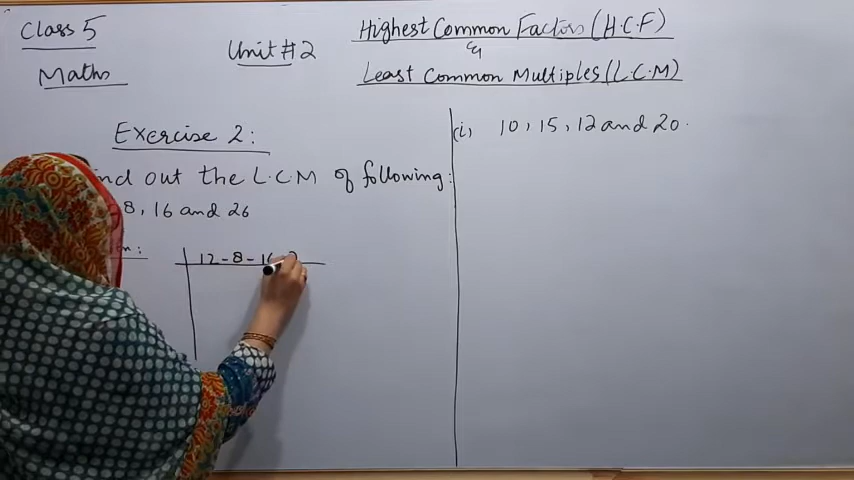 Class 5
Maths
Unit # 2
Highest Common Factors (H.C.F)
&
Least Common Multiples (L.C.M)
Exercise 2:
out the L.C.M of following:
8, 16 and 26
12 - 8 - 16 -
(i) 10, 15, 12 and 20.